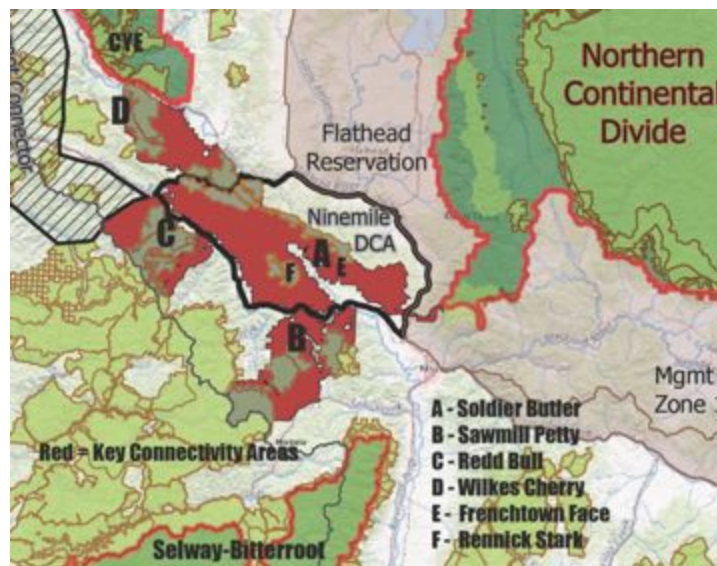 CYE
Northern
Continental
Divide
D
Flathead
Reservation
Connector
Ninemile
DCA
C
A
E
F
B
Mgmt
Zone
A - Soldier Butler
B - Sawmill Petty
C - Redd Bull
D - Wilkes Cherry
E - Frenchtown Face
F - Rennick Stark
Red = Key Connectivity Areas
Selway-Bitterroot